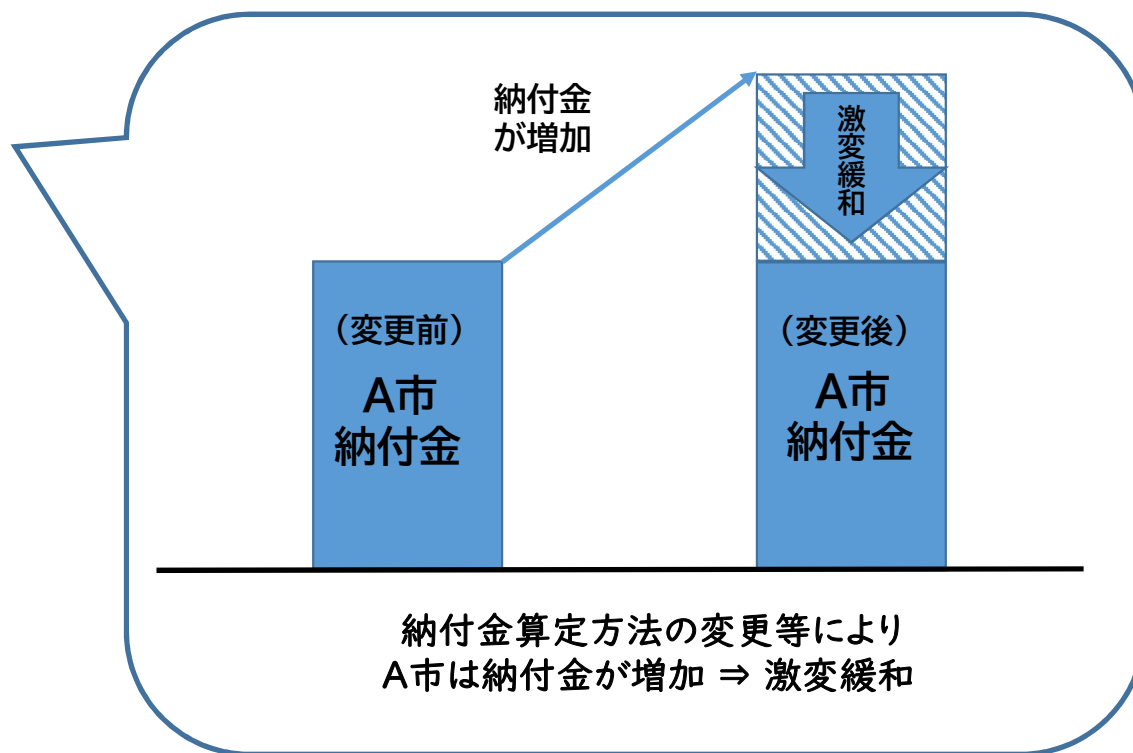 納付金
が増加
激変緩和
（変更前）
A市
納付金
（変更後）
A市
納付金
納付金算定方法の変更等により
A市は納付金が増加 ⇒ 激変緩和